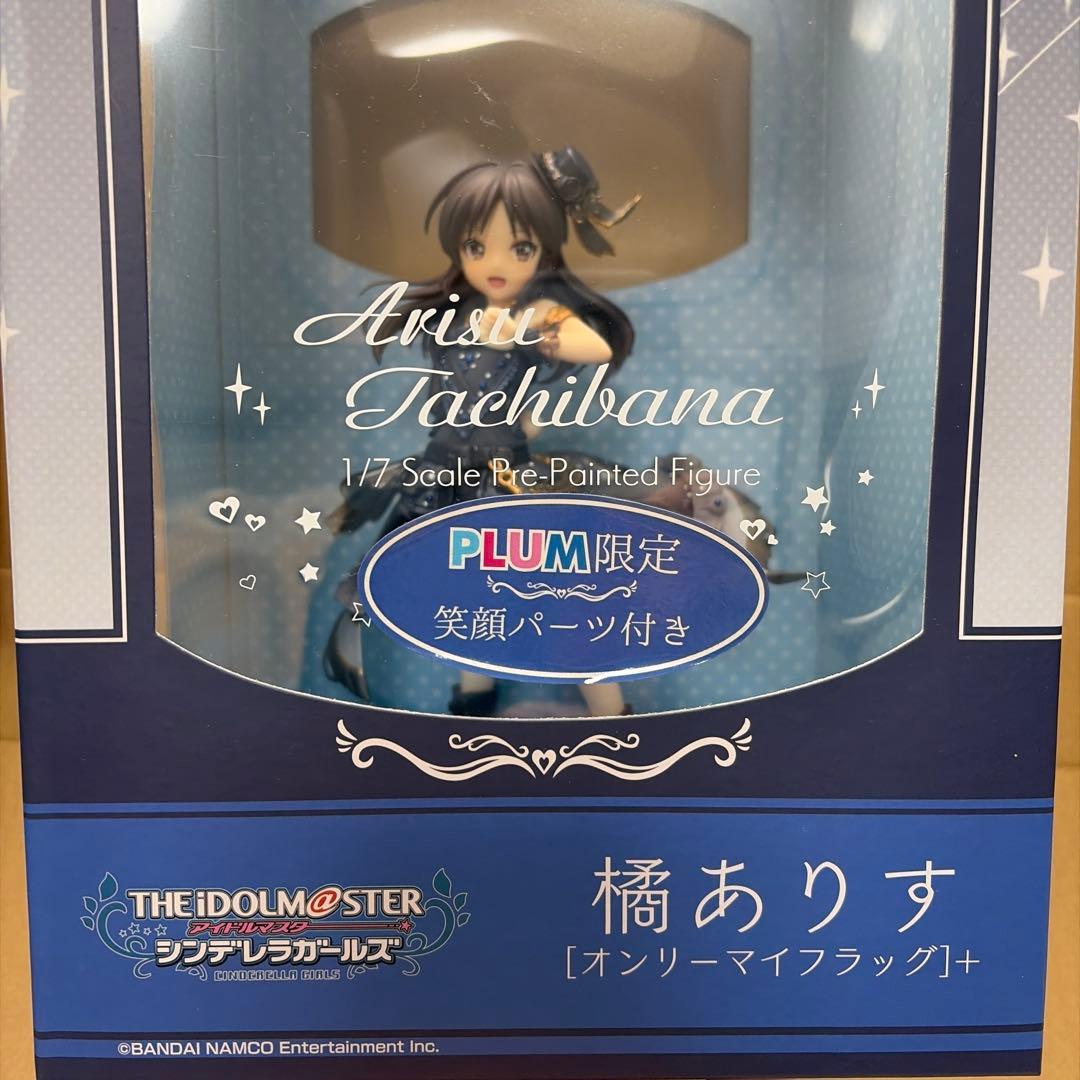 Arisu
Tachibana
1/7 Scale Pre-Painted Figure
PLUM限定
笑顔パーツ付き
THE iDOLM@STER
アイドルマスター
シンデレラガールズ
CINDERELLA GIRLS
橘ありす
[オンリーマイフラッグ]+
©BANDAI NAMCO Entertainment Inc.